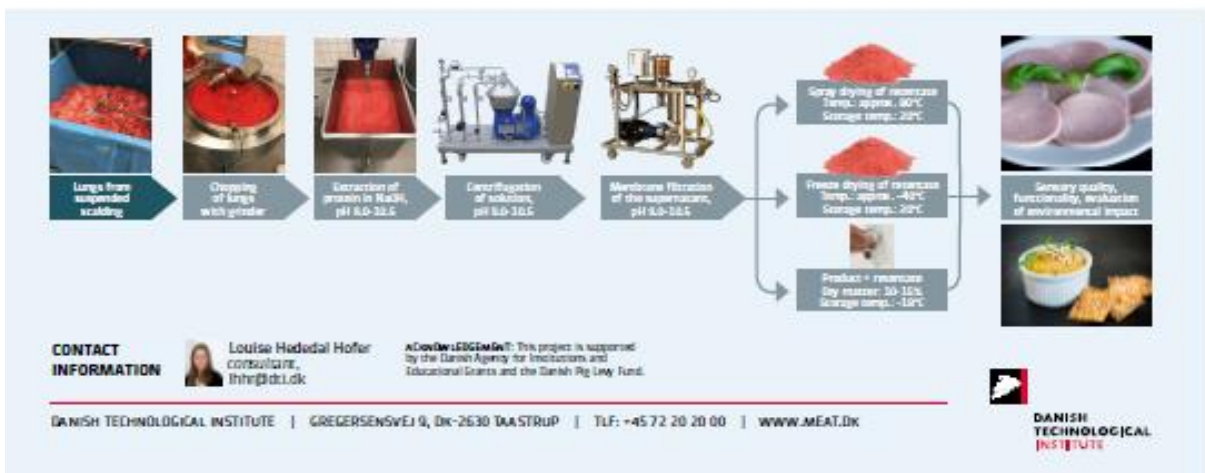 Spray drying of retentate
Temp.: approx. 80°C
Storage temp.: 20°C
Freeze drying of retentate
Temp.: approx. -40°C
Storage temp.: 20°C
Lungs from
suspended
scalding
Chopping
of lungs
with grinder
Extraction of
protein in NaOH,
pH 9.0-10.5
Centrifugation
of solution,
pH 9.0-10.5
Membrane filtration
of the supernatant,
pH 9.0-10.5
Sensory quality,
functionality, evaluation
of environmental impact
Product = retentate
Dry matter: 10-15%
Storage temp.: -18°C
CONTACT
INFORMATION
Louise Hededal Hofer
consultant,
lhhr@dti.dk
ACKNOWLEDGEMENT: This project is supported
by the Danish Agency for Institutions and
Educational Grants and the Danish Pig Levy Fund.
DANISH TECHNOLOGICAL INSTITUTE | GREGERSENSVEJ 9, DK-2630 TAASTRUP | TLF: +45 72 20 20 00 | WWW.MEAT.DK
DANISH
TECHNOLOGICAL
INSTITUTE